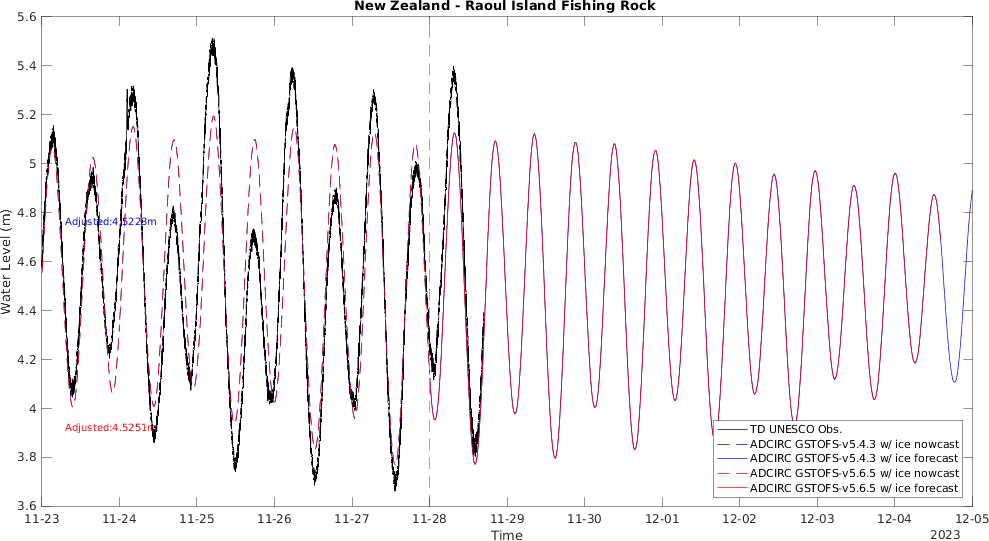 New Zealand - Raoul Island Fishing Rock
5.6
5.4
5.2
5
4.8
4.6
4.4
4.2
4
3.8
3.6
Water Level (m)
Adjusted:4.5223m
Adjusted:4.5251m
TD UNESCO Obs.
ADCIRC GSTOFS-v5.4.3 w/ ice nowcast
ADCIRC GSTOFS-v5.4.3 w/ ice forecast
ADCIRC GSTOFS-v5.6.5 w/ ice nowcast
ADCIRC GSTOFS-v5.6.5 w/ ice forecast
11-23 11-24 11-25 11-26 11-27 11-28 11-29 11-30 12-01 12-02 12-03 12-04 12-05
Time
2023